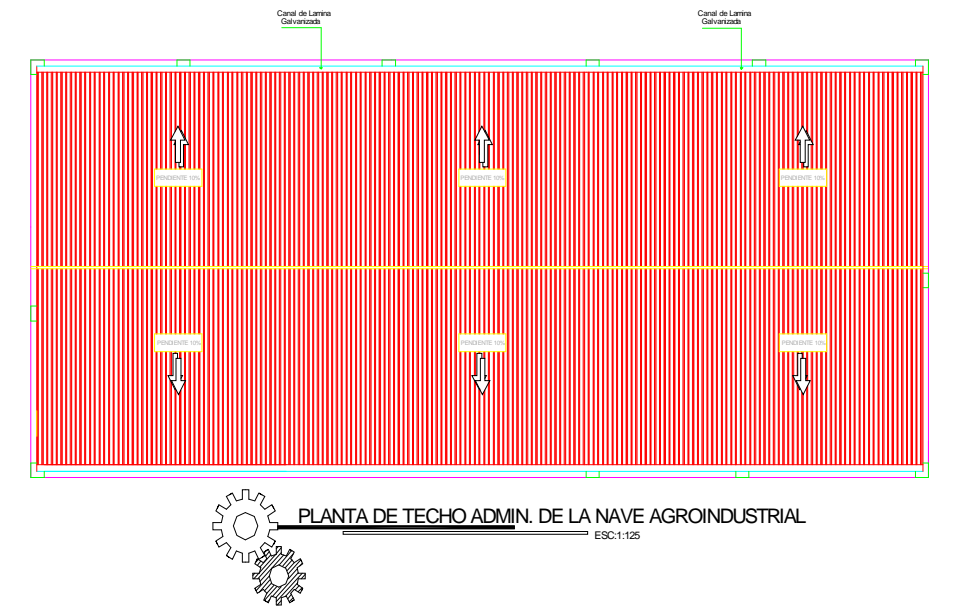 Canal de Lamina
Galvanizada
Canal de Lamina
Galvanizada
PENDIENTE 10%
PENDIENTE 10%
PENDIENTE 10%
PENDIENTE 10%
PENDIENTE 10%
PENDIENTE 10%
PLANTA DE TECHO ADMIN. DE LA NAVE AGROINDUSTRIAL
ESC:1:125